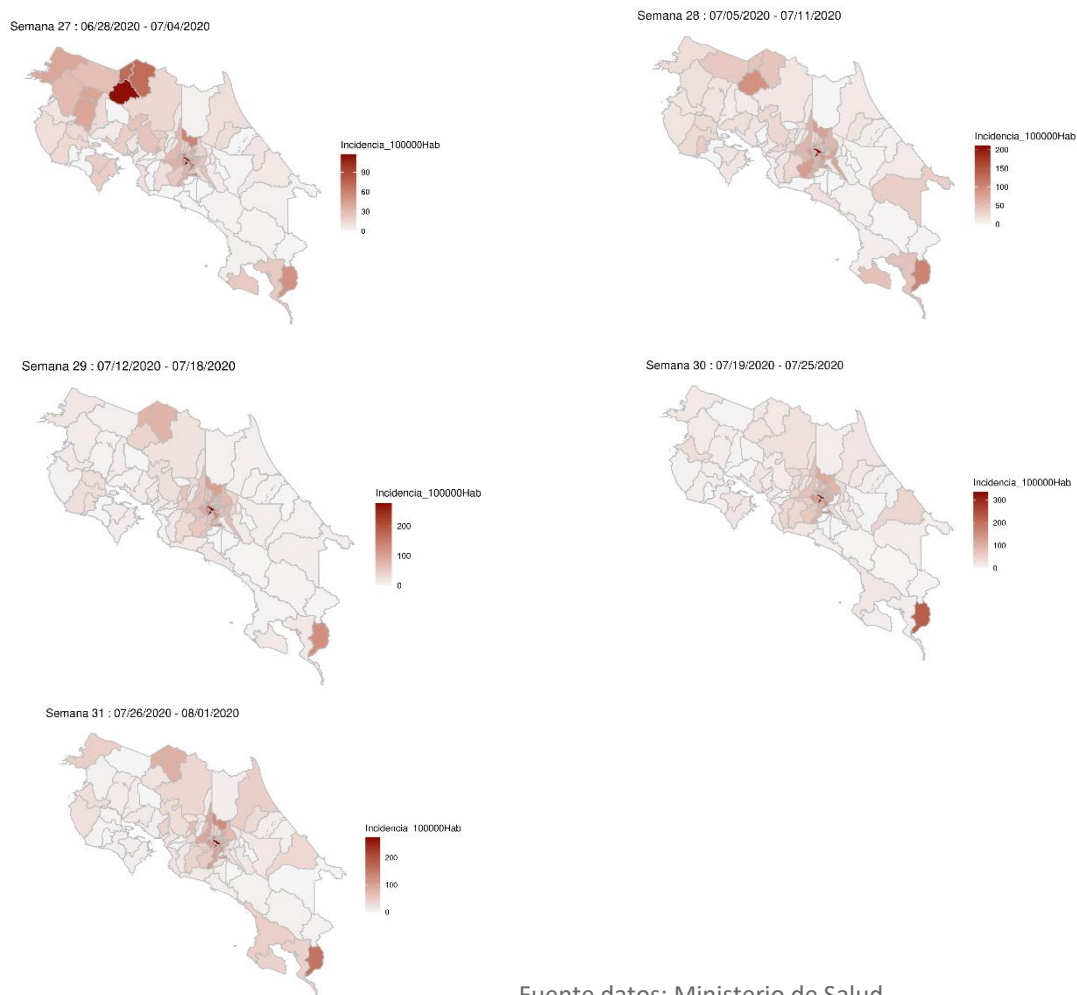 Semana 27 : 06/28/2020 - 07/04/2020
Incidencia_100000Hab
90
60
30
0
Semana 28 : 07/05/2020 - 07/11/2020
Incidencia_100000Hab
200
150
100
50
0
Semana 29 : 07/12/2020 - 07/18/2020
Incidencia_100000Hab
200
100
0
Semana 30 : 07/19/2020 - 07/25/2020
Incidencia_100000Hab
300
200
100
0
Semana 31 : 07/26/2020 - 08/01/2020
Incidencia_100000Hab
200
100
0
Fuente datos: Ministerio de Salud